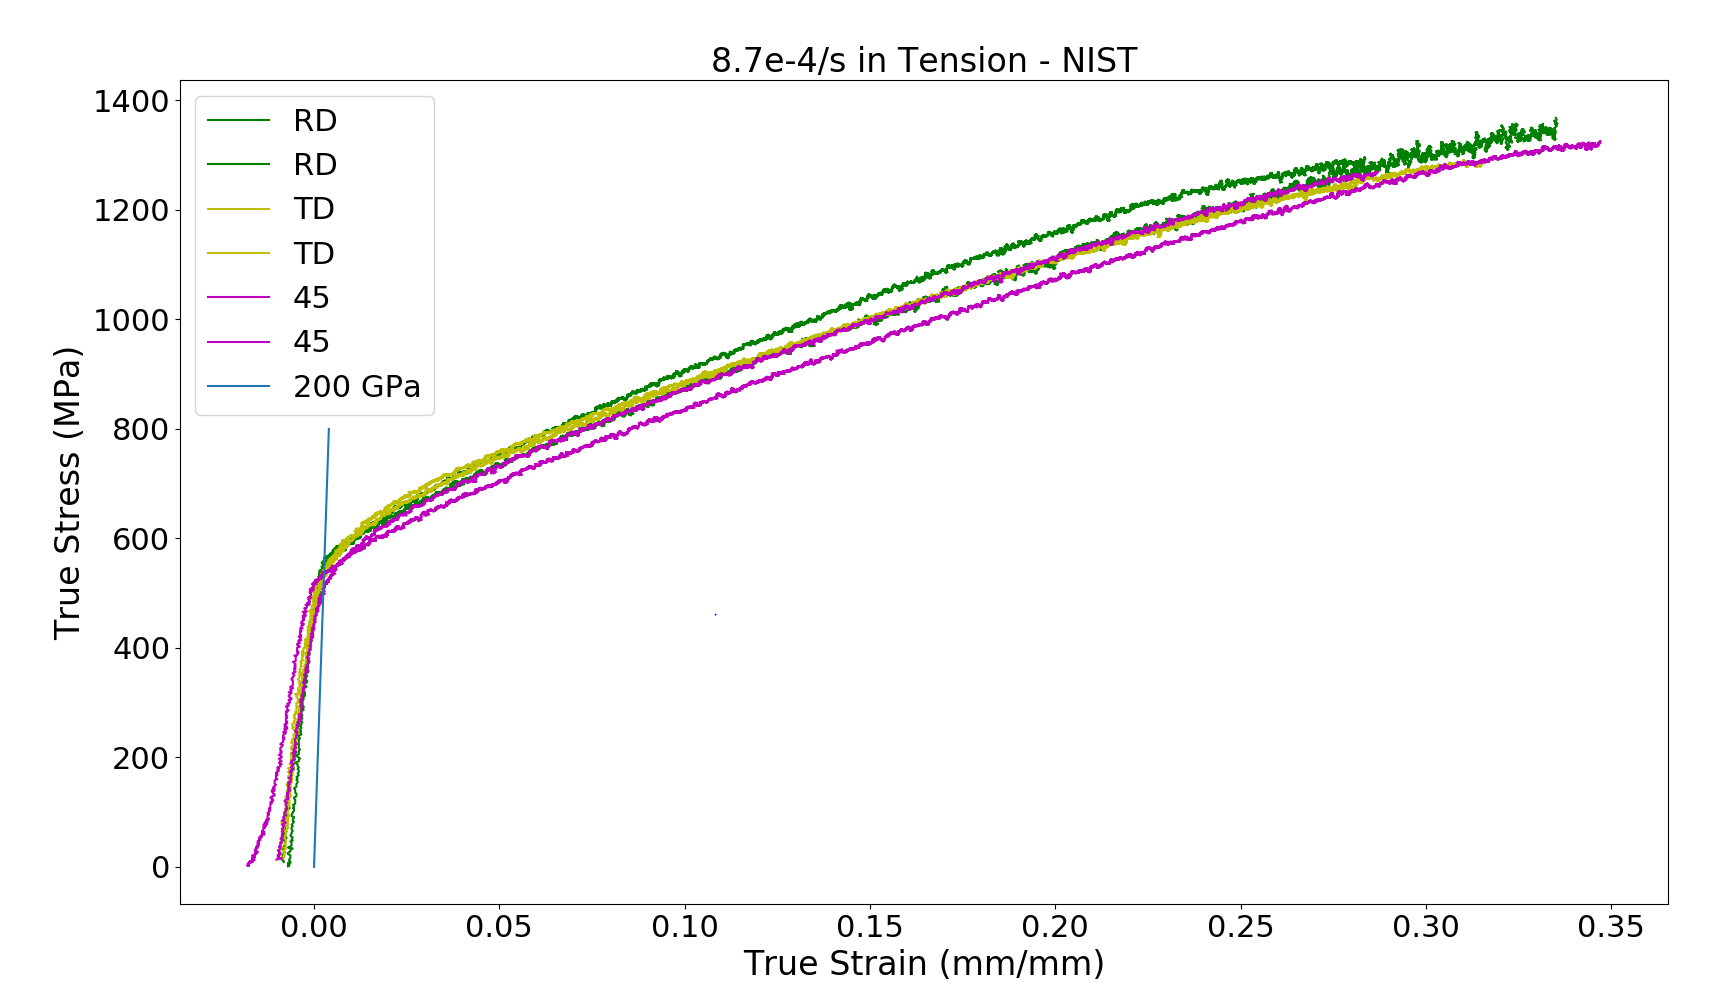 8.7e-4/s in Tension - NIST
1400
1200
1000
800
600
400
200
0
True Stress (MPa)
RD
RD
TD
TD
45
45
200 GPa
0.00 0.05 0.10 0.15 0.20 0.25 0.30 0.35
True Strain (mm/mm)